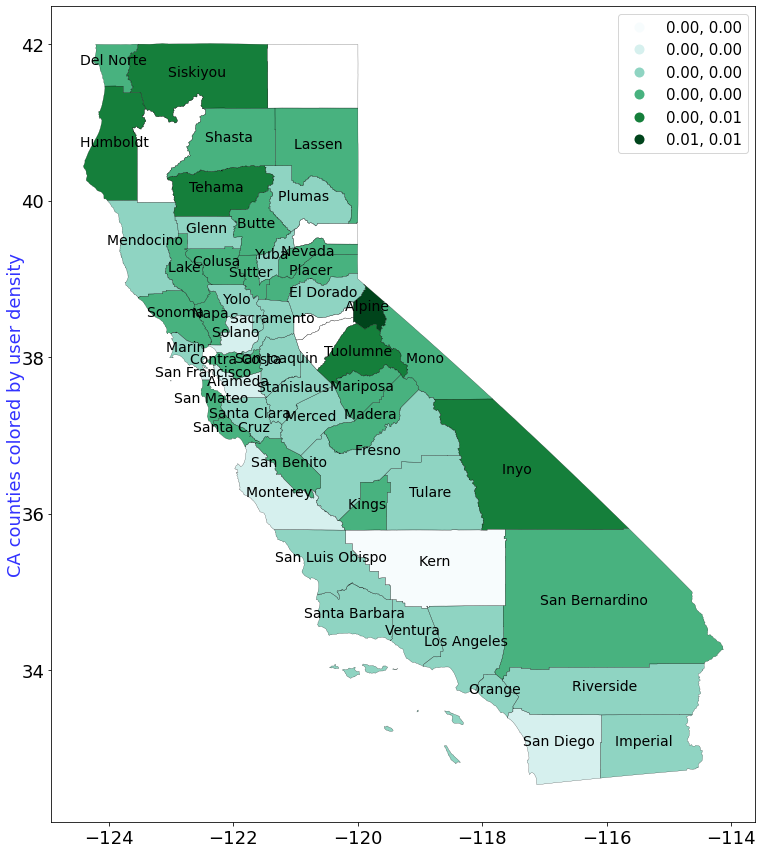 0.00, 0.00
0.00, 0.00
0.00, 0.00
0.00, 0.00
0.00, 0.01
0.01, 0.01
42
40
38
36
34
CA counties colored by user density
Del Norte
Siskiyou
Humboldt
Shasta
Lassen
Tehama
Plumas
Mendocino
Glenn
Butte
Yuba
Nevada
Lake
Colusa
Sutter
Placer
El Dorado
Yolo
Alpine
Sonoma
Napa
Sacramento
Solano
Marin
Tuolumne
Mono
Contra Costa
San Joaquin
San Francisco
Alameda
Stanislaus
Mariposa
San Mateo
Santa Clara
Merced
Madera
Santa Cruz
Fresno
San Benito
Inyo
Monterey
Kings
Tulare
San Luis Obispo
Kern
San Bernardino
Santa Barbara
Ventura
Los Angeles
Orange
Riverside
San Diego
Imperial
−124
−122
−120
−118
−116
−114